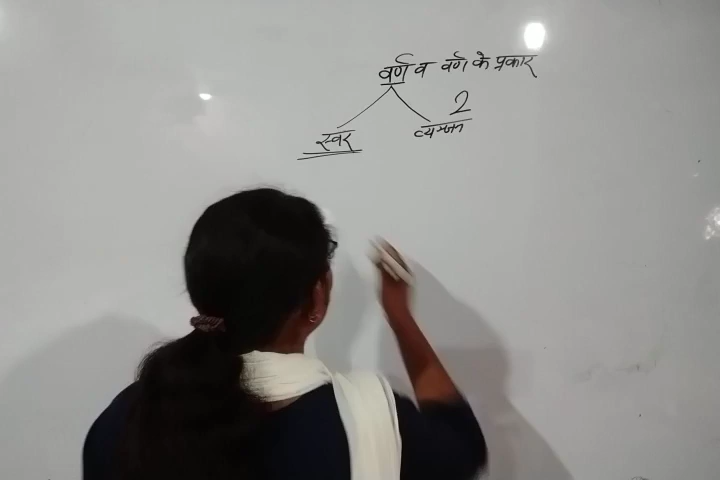 वर्ण व वर्ण के प्रकार
2
स्वर व्यञ्जन